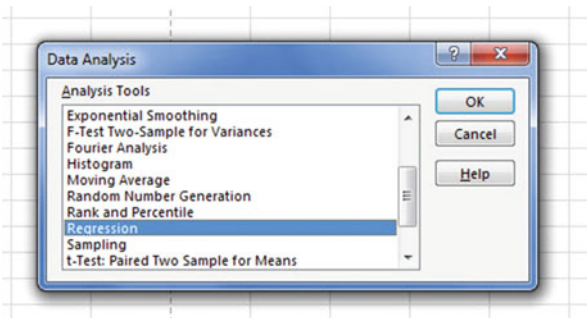 Data Analysis
Analysis Tools
Exponential Smoothing
F-Test Two-Sample for Variances
Fourier Analysis
Histogram
Moving Average
Random Number Generation
Rank and Percentile
Regression
Sampling
t-Test: Paired Two Sample for Means
OK
Cancel
Help